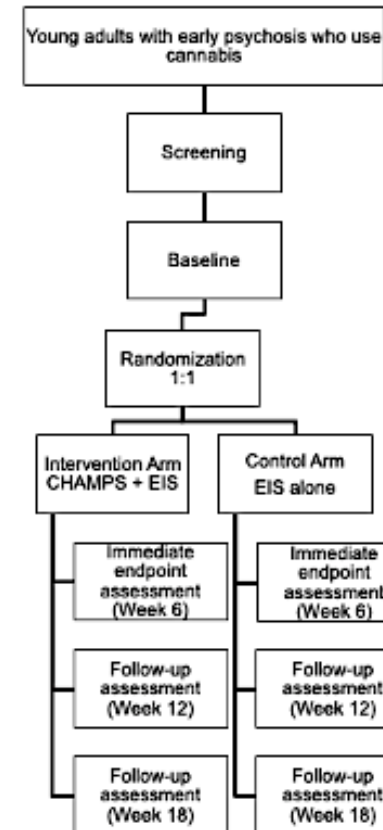 Young adults with early psychosis who use
cannabis
Screening
Baseline
Randomization
1:1
Intervention Arm
CHAMPS + EIS
Immediate
endpoint
assessment
(Week 6)
Follow-up
assessment
(Week 12)
Follow-up
assessment
(Week 18)
Control Arm
EIS alone
Immediate
endpoint
assessment
(Week 6)
Follow-up
assessment
(Week 12)
Follow-up
assessment
(Week 18)